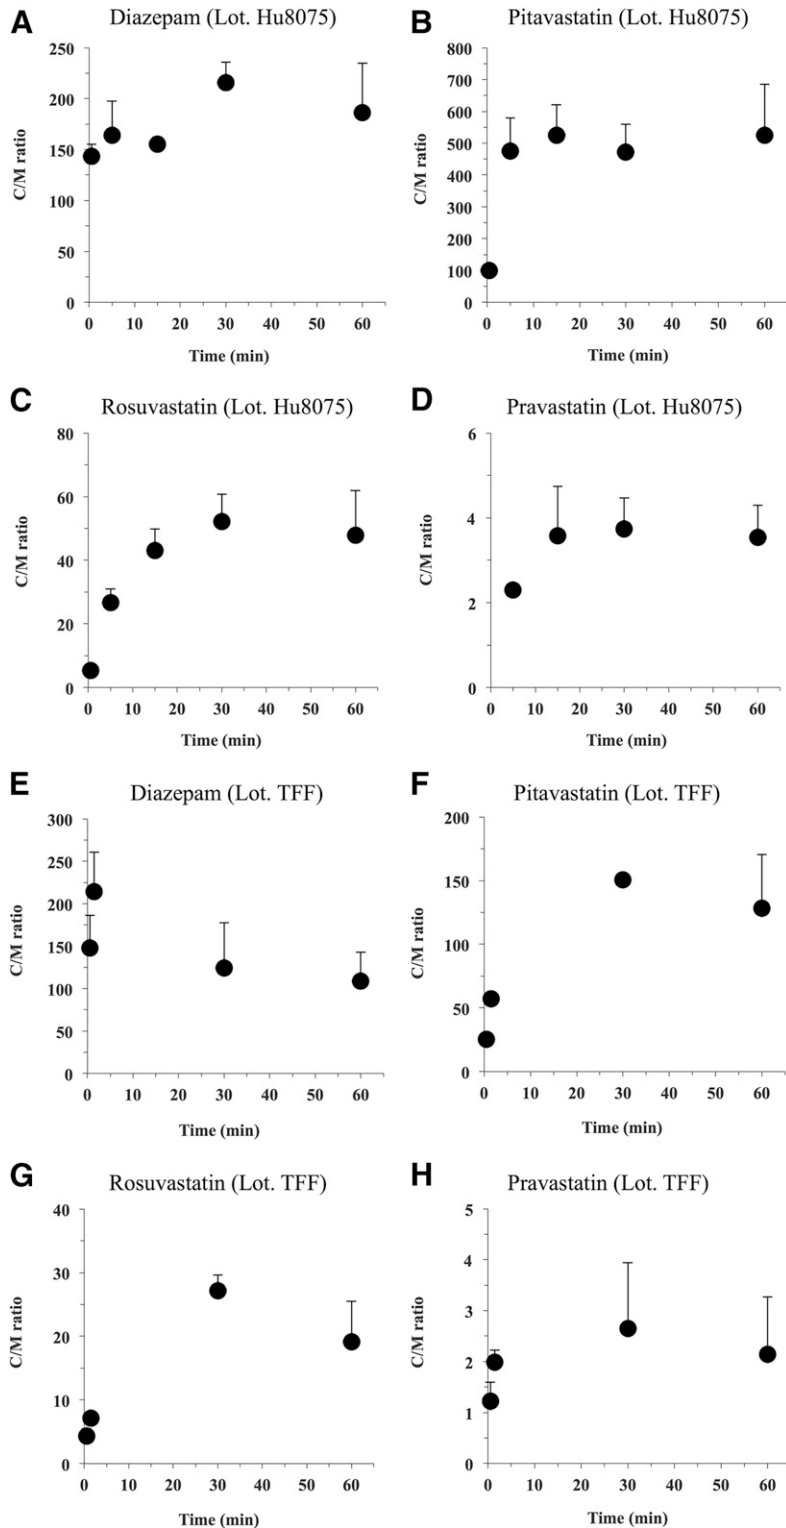 A
Diazepam (Lot. Hu8075)
C/M ratio
250
200
150
100
50
0
0 10 20 30 40 50 60
Time (min)
B
Pitavastatin (Lot. Hu8075)
C/M ratio
800
700
600
500
400
300
200
100
0
0 10 20 30 40 50 60
Time (min)
C
Rosuvastatin (Lot. Hu8075)
C/M ratio
80
60
40
20
0
0 10 20 30 40 50 60
Time (min)
D
Pravastatin (Lot. Hu8075)
C/M ratio
6
4
2
0
0 10 20 30 40 50 60
Time (min)
E
Diazepam (Lot. TFF)
C/M ratio
300
250
200
150
100
50
0
0 10 20 30 40 50 60
Time (min)
F
Pitavastatin (Lot. TFF)
C/M ratio
200
150
100
50
0
0 10 20 30 40 50 60
Time (min)
G
Rosuvastatin (Lot. TFF)
C/M ratio
40
30
20
10
0
0 10 20 30 40 50 60
Time (min)
H
Pravastatin (Lot. TFF)
C/M ratio
5
4
3
2
1
0
0 10 20 30 40 50 60
Time (min)